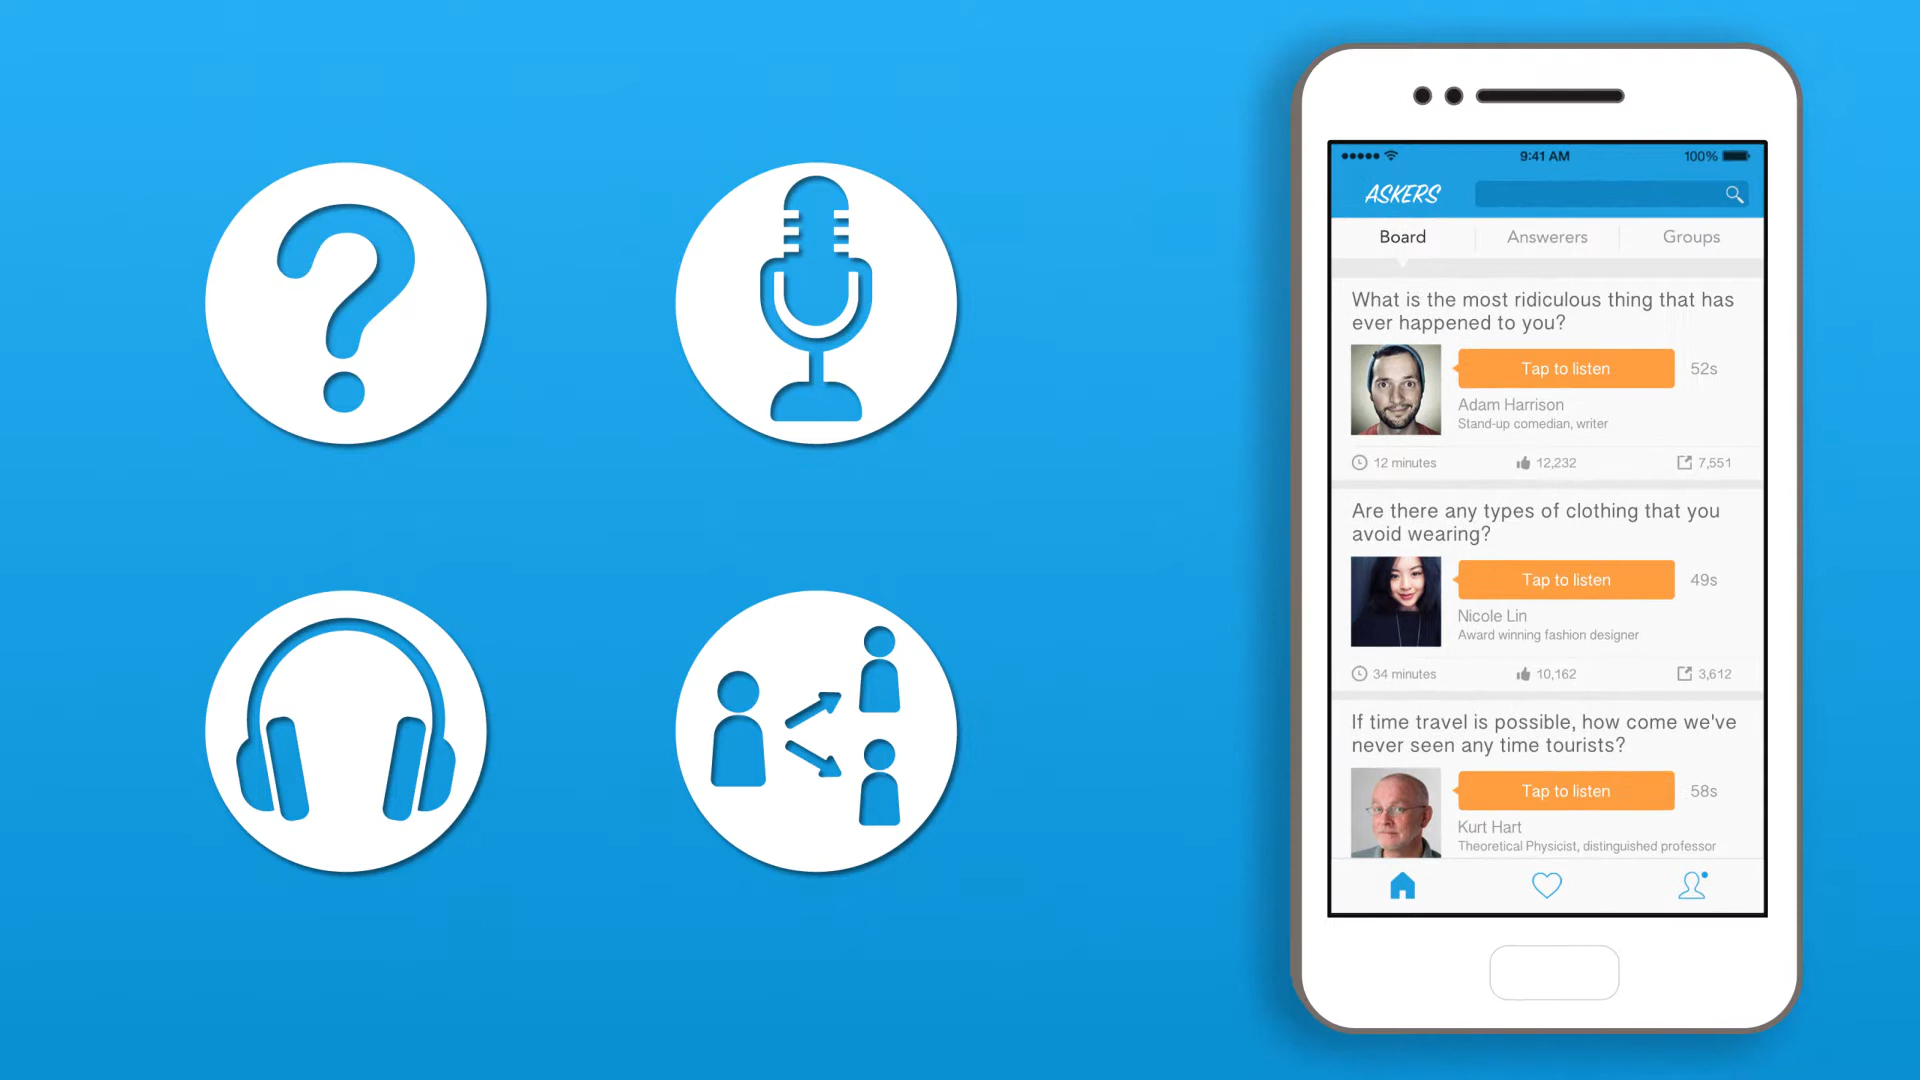 9:41 AM 100%
ASKERS
Board Answerers Groups
What is the most ridiculous thing that has
ever happened to you?
Tap to listen 52s
Adam Harrison
Stand-up comedian, writer
12 minutes 12,232 7,551
Are there any types of clothing that you
avoid wearing?
Tap to listen 49s
Nicole Lin
Award winning fashion designer
34 minutes 10,162 3,612
If time travel is possible, how come we've
never seen any time tourists?
Tap to listen 58s
Kurt Hart
Theoretical Physicist, distinguished professor